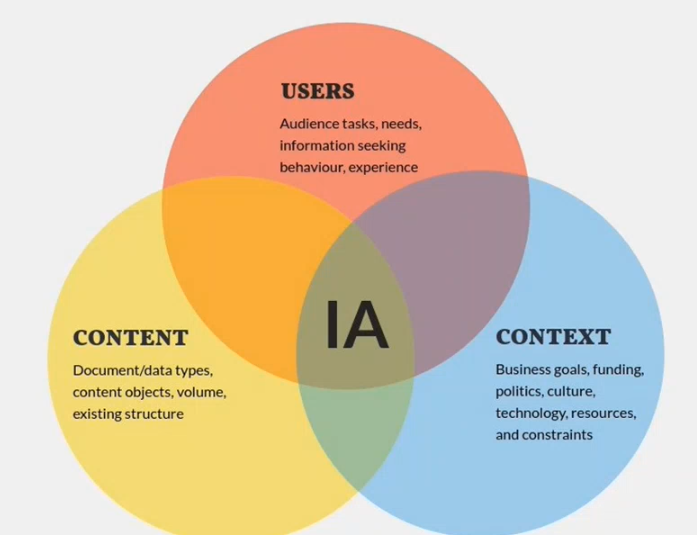 USERS
Audience tasks, needs,
information seeking
behaviour, experience
IA
CONTENT
Document/data types,
content objects, volume,
existing structure
CONTEXT
Business goals, funding,
politics, culture,
technology, resources,
and constraints